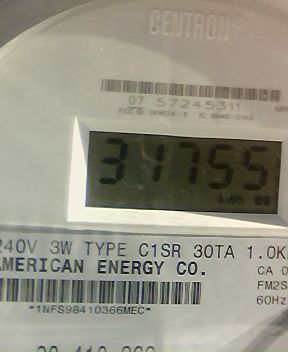 CENTRON®
07 57245311
31755
kWh
240V 3W TYPE C1SR 30TA 1.0K
AMERICAN ENERGY CO.
CA 0
FM2S
60Hz
*1NFS98410366MEC*